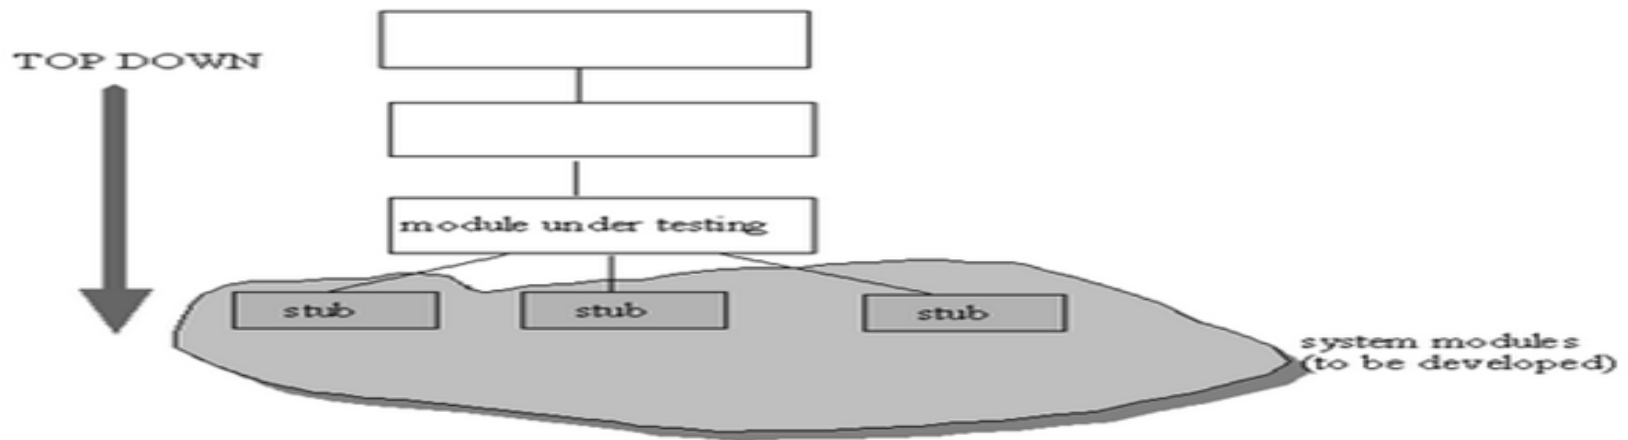 TOP DOWN
module under testing
stub
stub
stub
system modules
(to be developed)